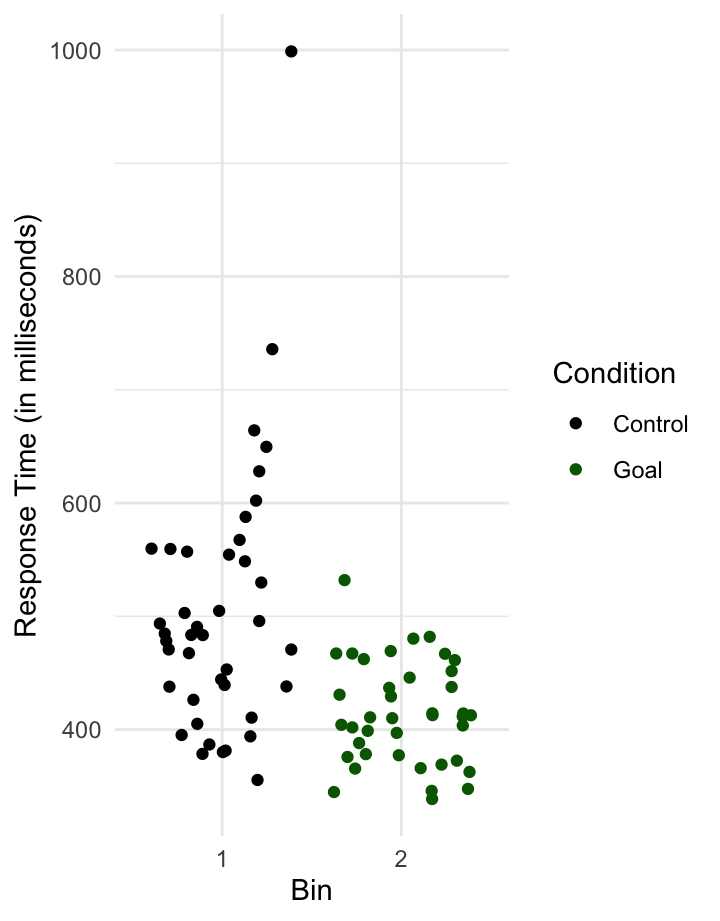 1000
800
600
400
Response Time (in milliseconds)
1
2
Bin
Condition
Control
Goal